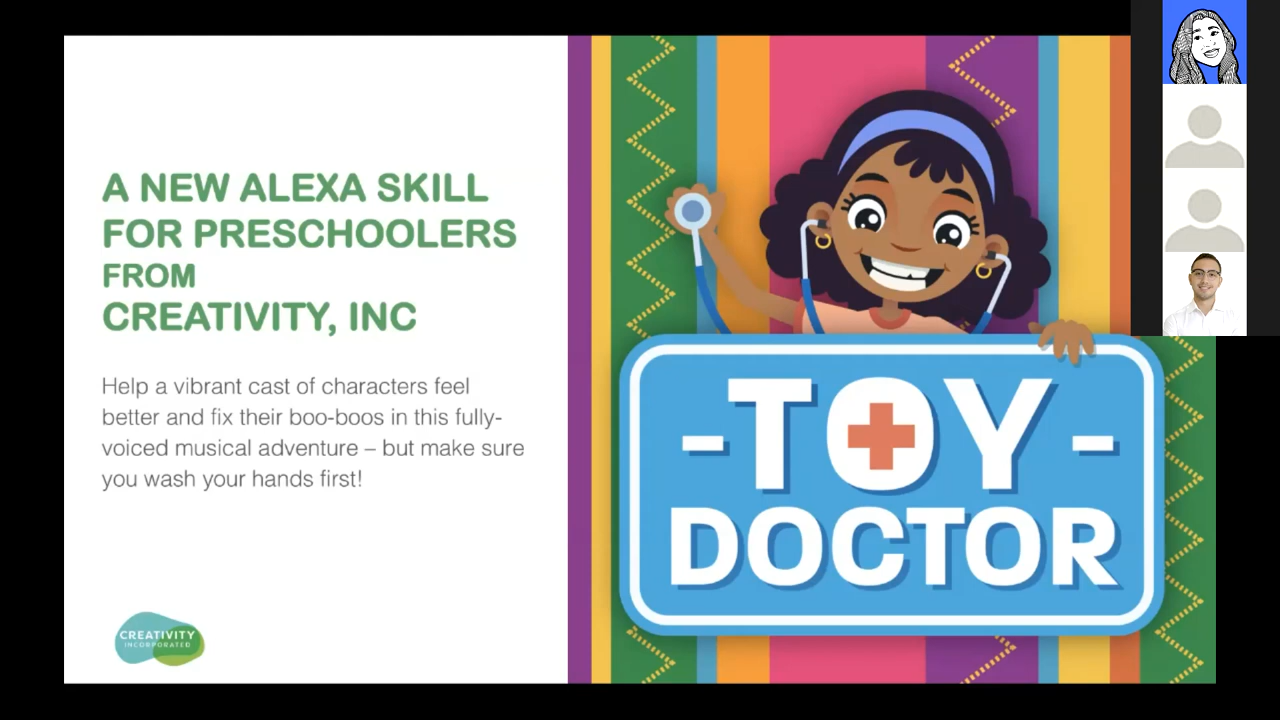 A NEW ALEXA SKILL
FOR PRESCHOOLERS
FROM
CREATIVITY, INC
Help a vibrant cast of characters feel
better and fix their boo-boos in this fully-
voiced musical adventure – but make sure
you wash your hands first!
CREATIVITY
INCORPORATED
-TOY-
DOCTOR